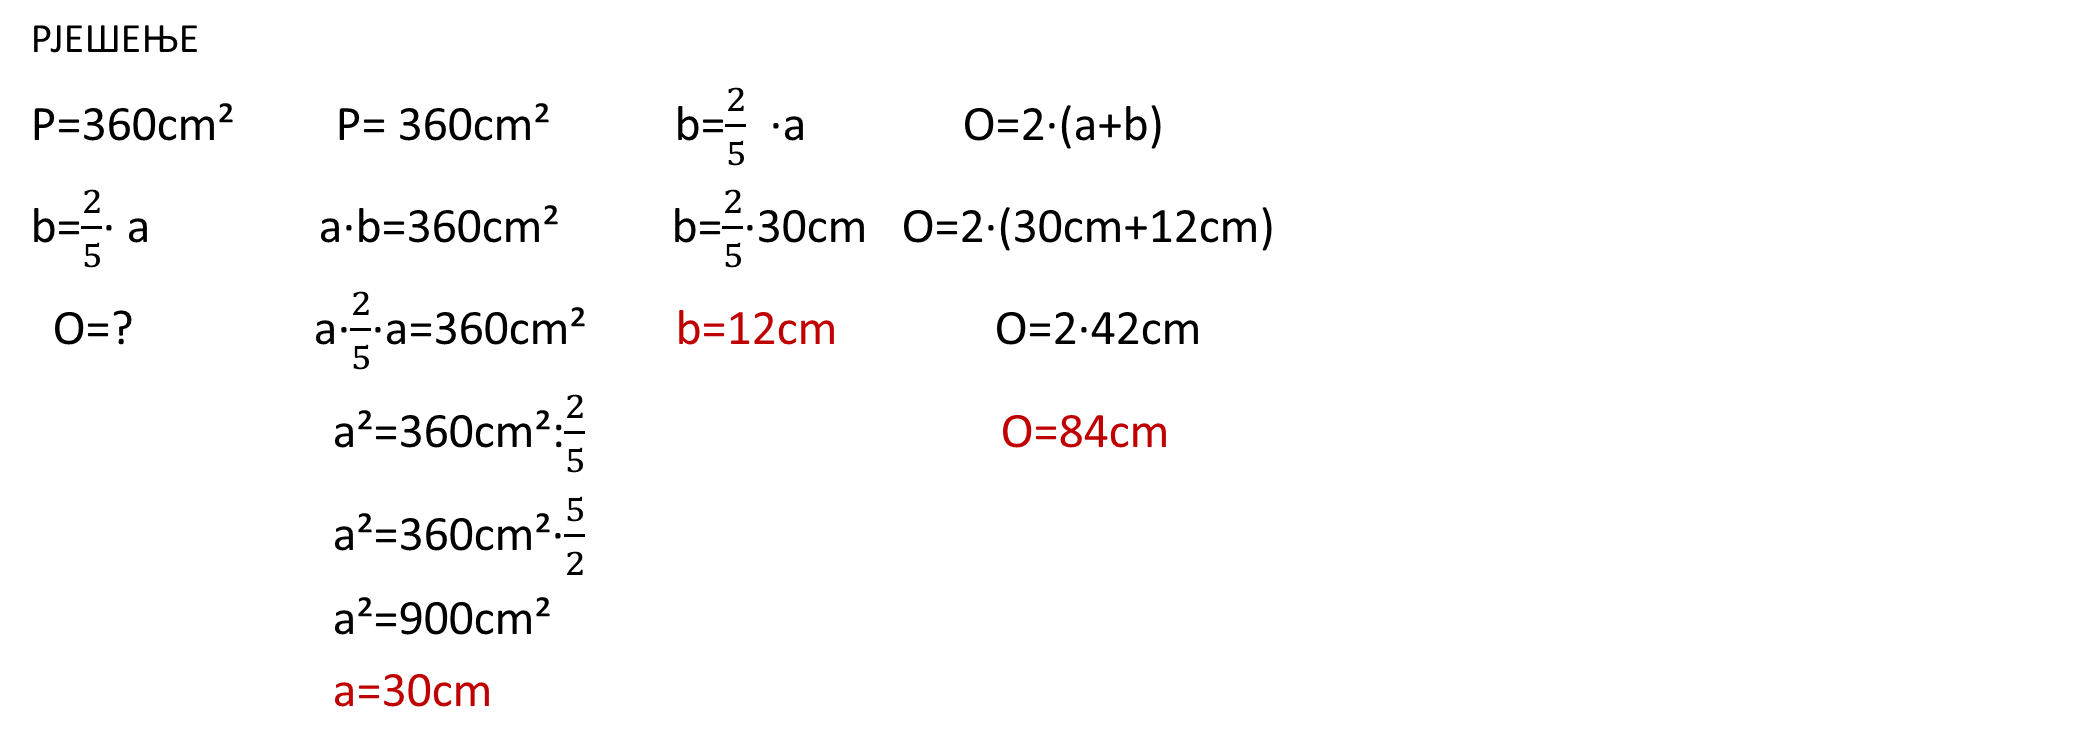 РЈЕШЕЊЕ
P=360cm² P= 360cm² b=2/5 ·a O=2·(a+b)
b=2/5· a a·b=360cm² b=2/5·30cm O=2·(30cm+12cm)
O=? a·2/5·a=360cm² b=12cm O=2·42cm
a²=360cm²:2/5 O=84cm
a²=360cm²·5/2
a²=900cm²
a=30cm